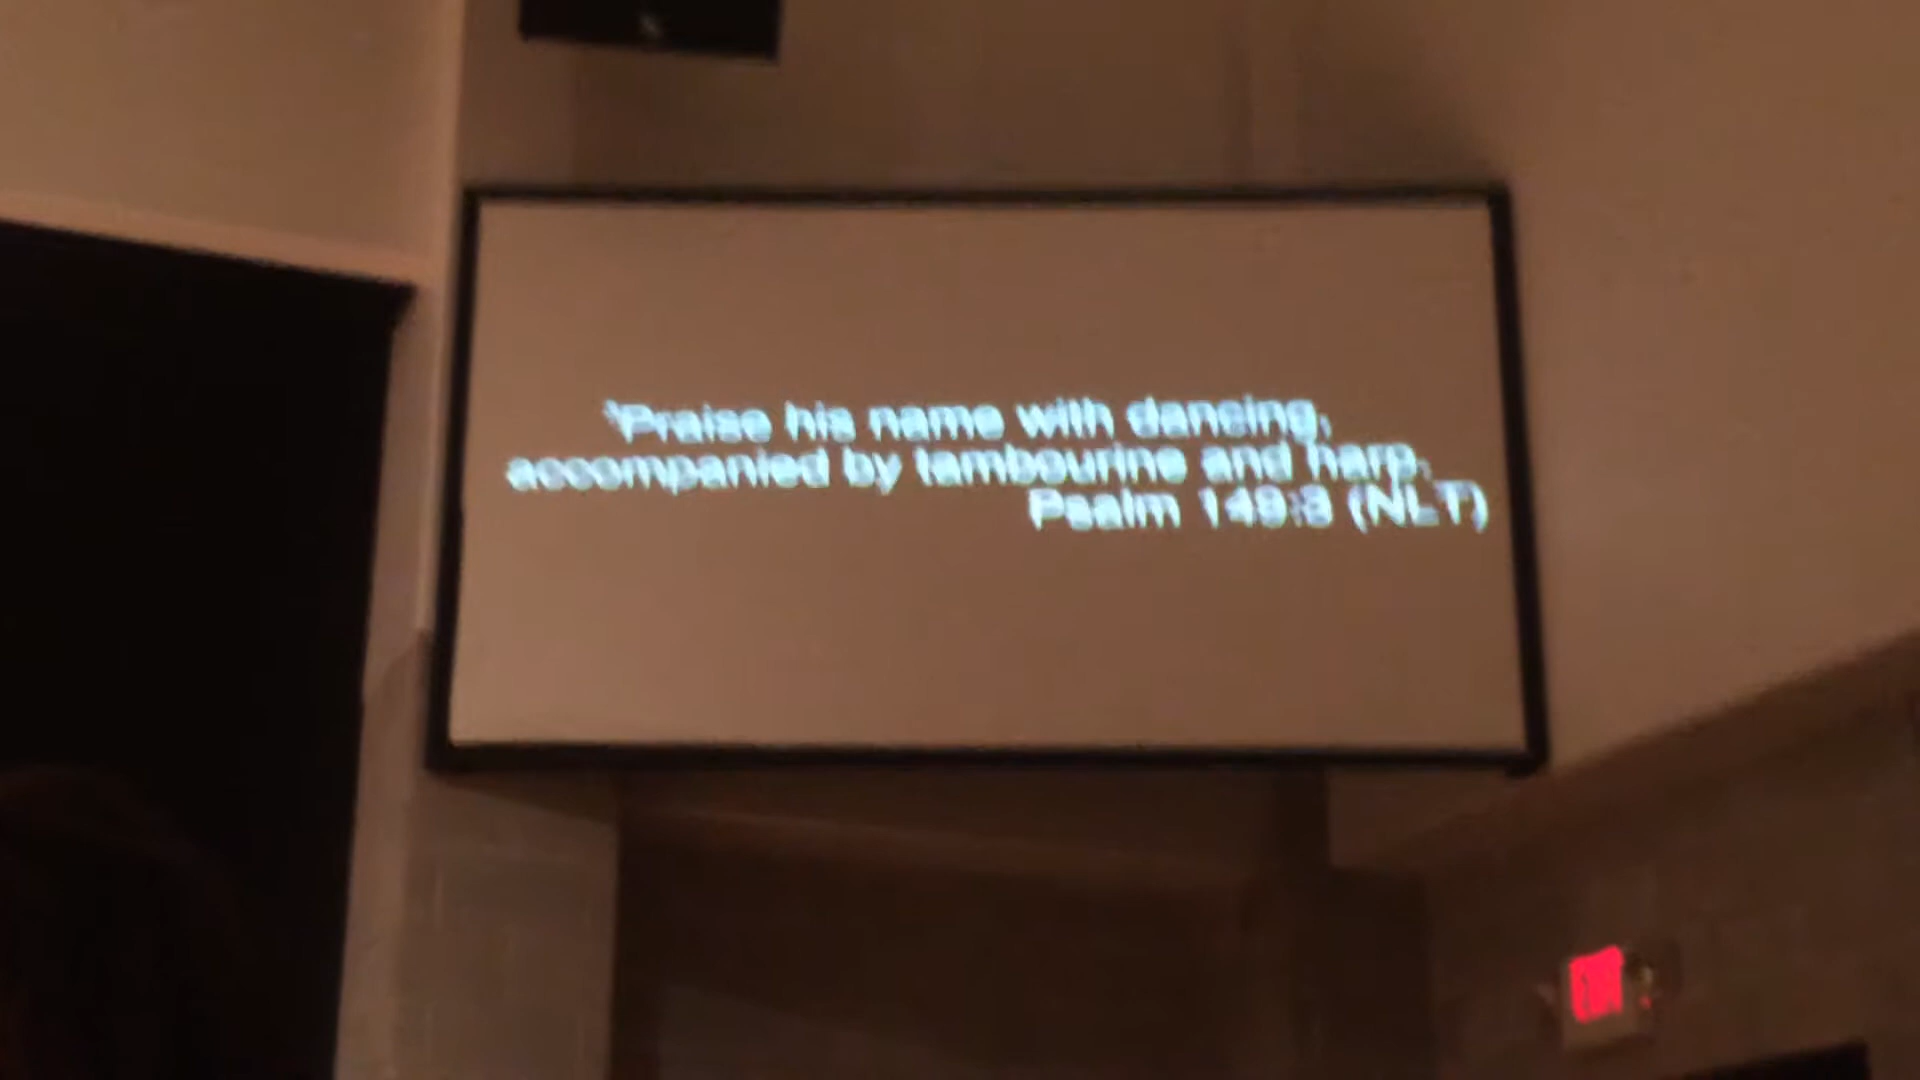 ³Praise his name with dancing,
accompanied by tambourine and harp.
Psalm 149:3 (NLT)